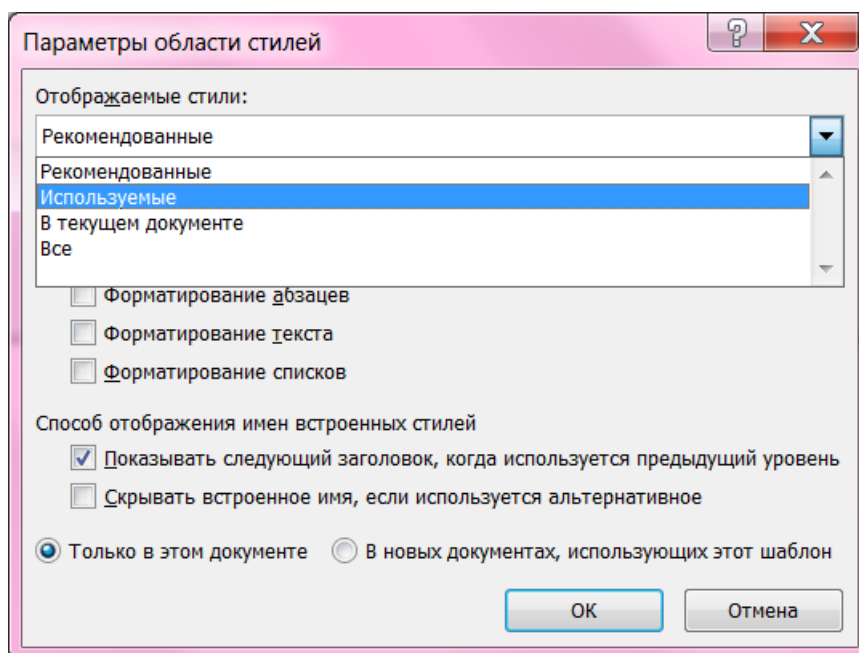 Параметры области стилей
Отображаемые стили:
Рекомендованные
Рекомендованные
Используемые
В текущем документе
Все
Форматирование абзацев
Форматирование текста
Форматирование списков
Способ отображения имен встроенных стилей
Показывать следующий заголовок, когда используется предыдущий уровень
Скрывать встроенное имя, если используется альтернативное
Только в этом документе В новых документах, использующих этот шаблон
ОК Отмена